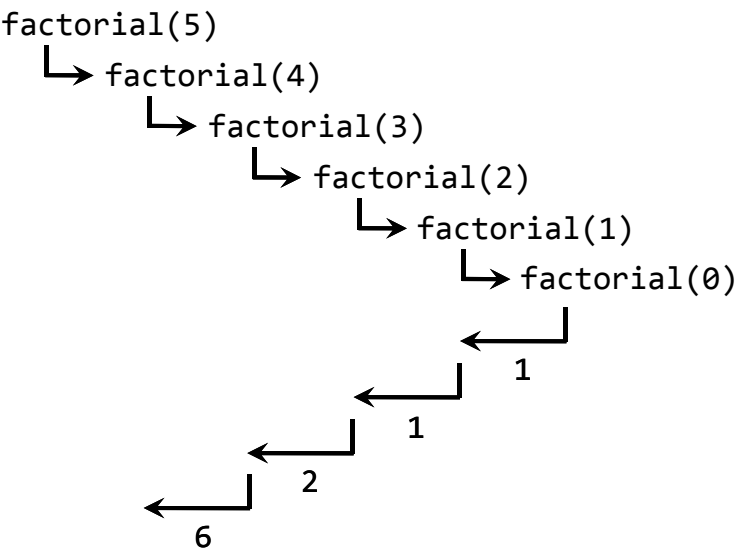 factorial(5)
factorial(4)
factorial(3)
factorial(2)
factorial(1)
factorial(0)
1
1
2
6